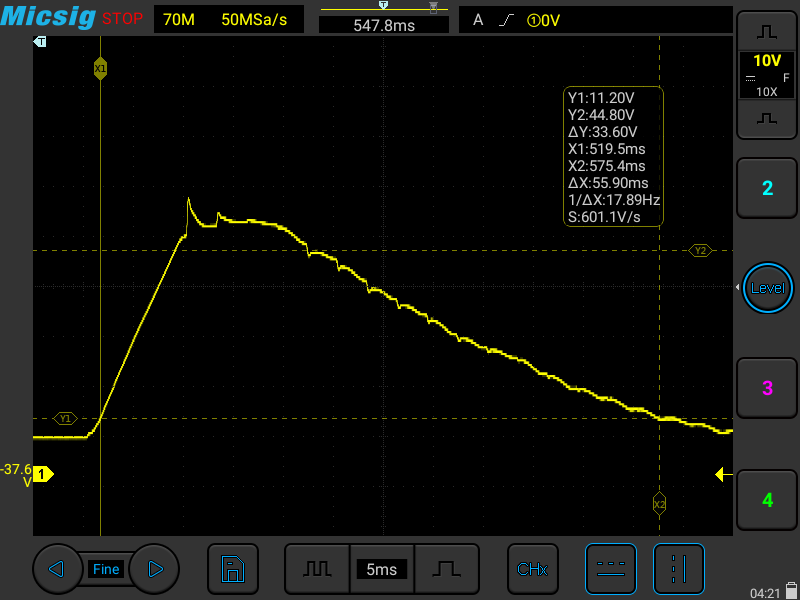 Micsig STOP 70M 50MSa/s 547.8ms A ①0V
T
X1
10V
F
10X
Y1:11.20V
Y2:44.80V
ΔY:33.60V
X1:519.5ms
X2:575.4ms
ΔX:55.90ms
1/ΔX:17.89Hz
S:601.1V/s
2
Y2
Level
3
Y1
-37.6
V
1
X2
4
Fine
5ms
CHx
04:21